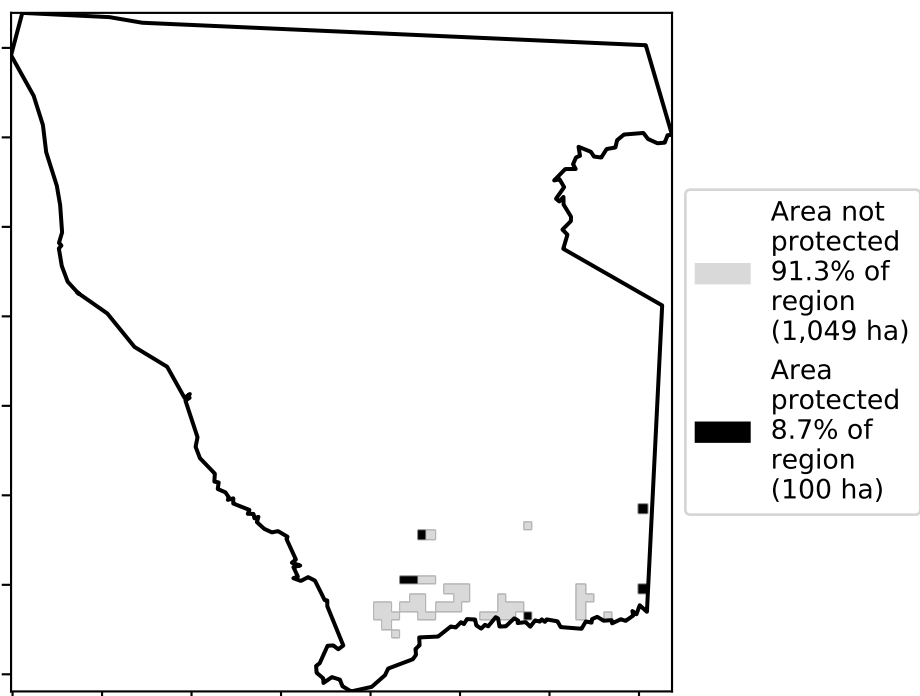 Area not
protected
91.3% of
region
(1,049 ha)
Area
protected
8.7% of
region
(100 ha)